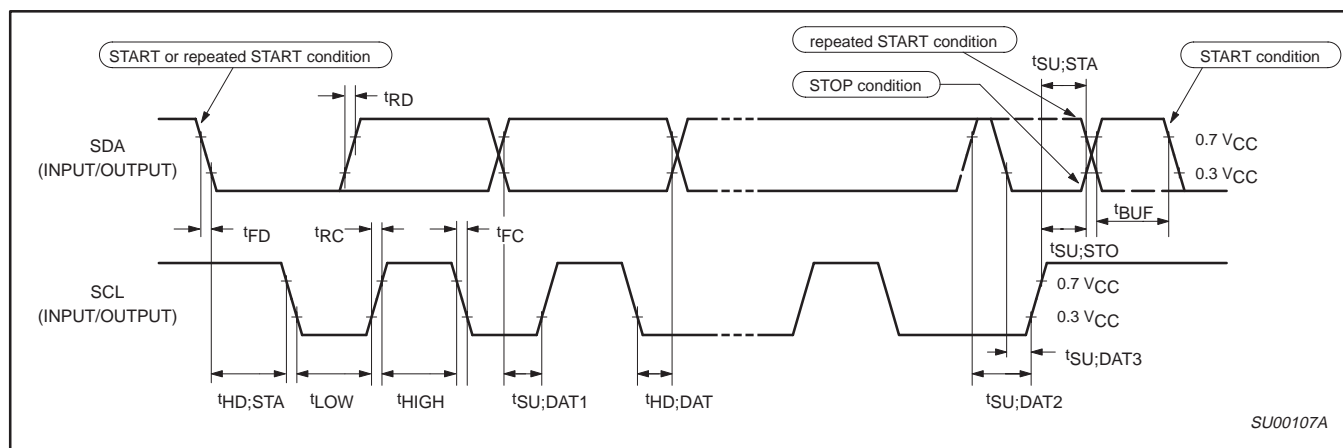 repeated START condition
START or repeated START condition
tSU;STA
START condition
STOP condition
tRD
SDA
(INPUT/OUTPUT)
0.7 VCC
0.3 VCC
tBUF
tFD
tRC
tFC
tSU;STO
SCL
(INPUT/OUTPUT)
0.7 VCC
0.3 VCC
tSU;DAT3
tHD;STA
tLOW
tHIGH
tSU;DAT1
tHD;DAT
tSU;DAT2
SU00107A